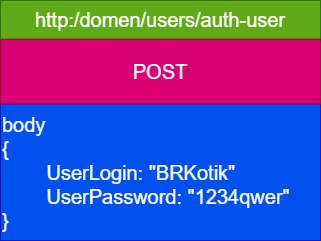 http:/domen/users/auth-user
POST
body
{
UserLogin: "BRKotik"
UserPassword: "1234qwer"
}